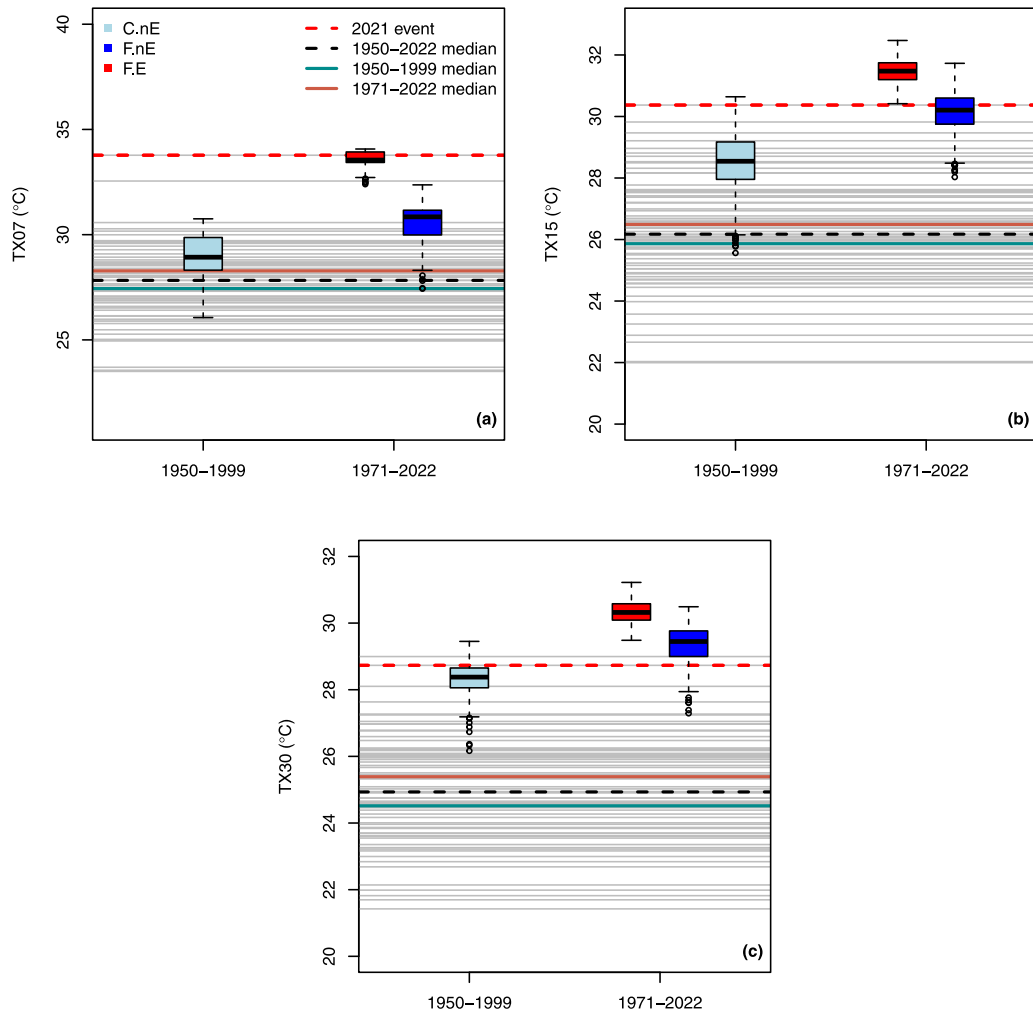 40
35
30
25
TX07 (°C)
C.nE
F.nE
F.E
2021 event
1950−2022 median
1950−1999 median
1971−2022 median
(a)
1950−1999
1971−2022
32
30
28
26
24
22
20
TX15 (°C)
(b)
1950−1999
1971−2022
32
30
28
26
24
22
20
TX30 (°C)
(c)
1950−1999
1971−2022